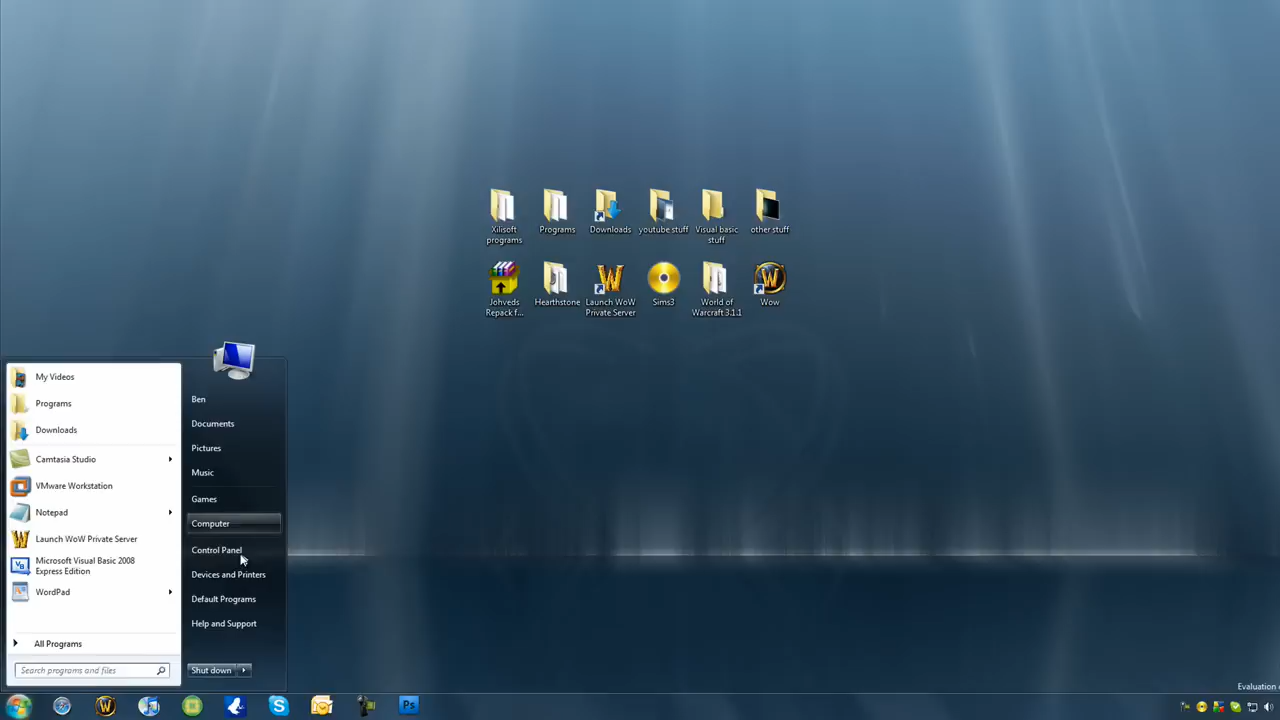 Xilisoft
programs
Programs
Downloads
youtube stuff
Visual basic
stuff
other stuff
Johveds
Repack f...
Hearthstone
Launch WoW
Private Server
Sims3
World of
Warcraft 3.1.1
Wow
My Videos
Programs
Downloads
Camtasia Studio
VMware Workstation
Notepad
Launch WoW Private Server
Microsoft Visual Basic 2008
Express Edition
WordPad
All Programs
Search programs and files
Ben
Documents
Pictures
Music
Games
Computer
Control Panel
Devices and Printers
Default Programs
Help and Support
Shut down
Ps
Evaluation